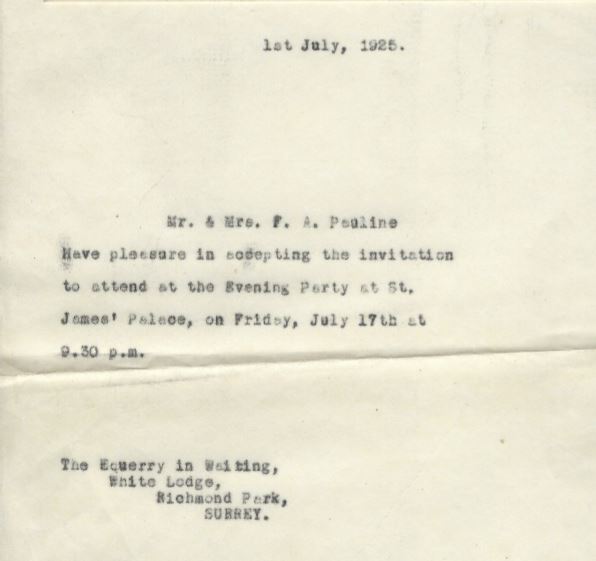 1st July, 1925.
Mr. & Mrs. F. A. Pauline
Have pleasure in accepting the invitation
to attend at the Evening Party at St.
James' Palace, on Friday, July 17th at
9.30 p.m.
The Equerry in Waiting,
White Lodge,
Richmond Park,
SURREY.